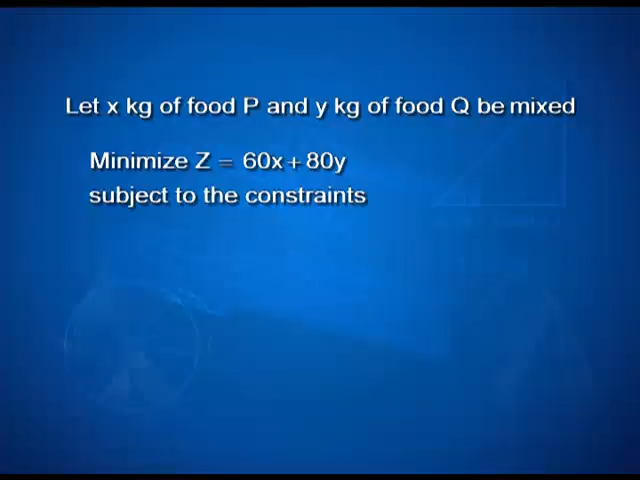 Let x kg of food P and y kg of food Q be mixed
Minimize Z = 60x + 80y
subject to the constraints